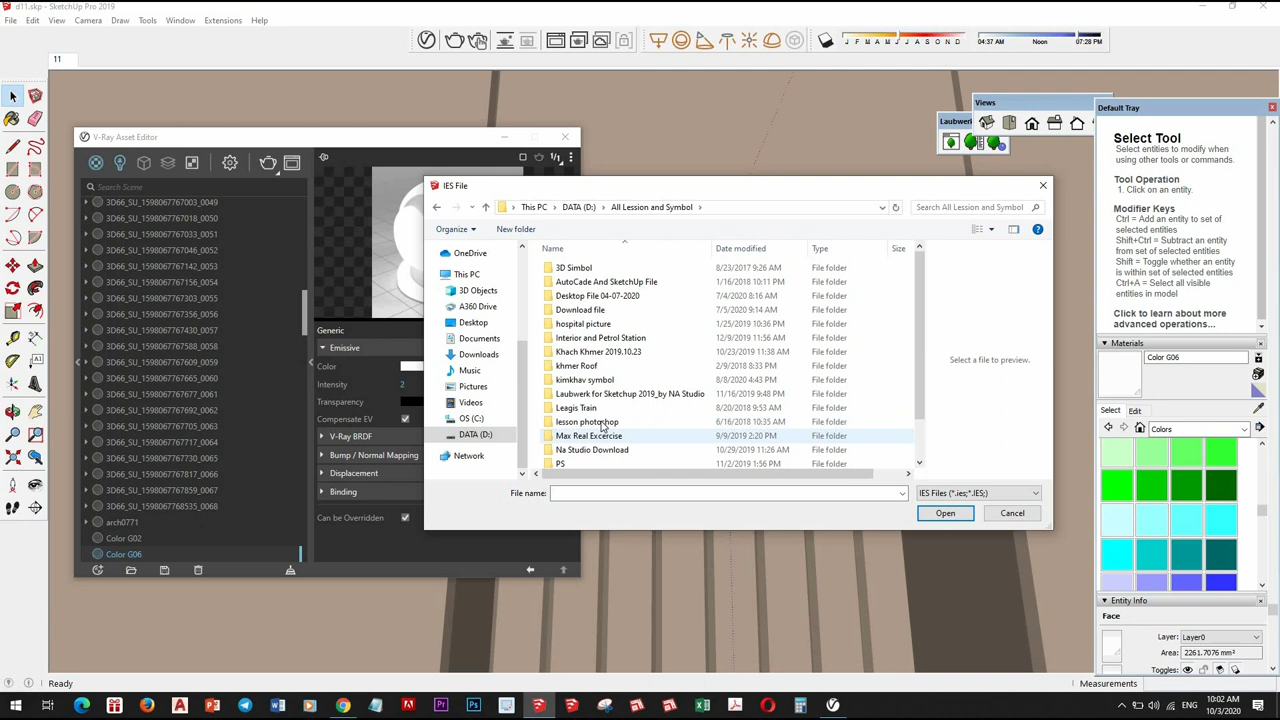 d11.skp - SketchUp Pro 2019
File Edit View Camera Draw Tools Window Extensions Help
J F M A M J J A S O N D
04:37 AM Noon 07:28 PM
11
V-Ray Asset Editor
Search Scene
3D66_SU_1598067767003_0049
3D66_SU_1598067767018_0050
3D66_SU_1598067767033_0051
3D66_SU_1598067767046_0052
3D66_SU_1598067767142_0053
3D66_SU_1598067767156_0054
3D66_SU_1598067767303_0055
3D66_SU_1598067767356_0056
3D66_SU_1598067767430_0057
3D66_SU_1598067767588_0058
3D66_SU_1598067767609_0059
3D66_SU_1598067767665_0060
3D66_SU_1598067767677_0061
3D66_SU_1598067767692_0062
3D66_SU_1598067767714_0063
3D66_SU_1598067767722_0064
3D66_SU_1598067767730_0065
3D66_SU_1598067767817_0066
3D66_SU_1598067767859_0067
3D66_SU_1598067768535_0068
arch0771
Color G02
Color G06
1/1
Generic
Emissive
Color
Intensity 2
Transparency
Compensate EV
V-Ray BRDF
Bump / Normal Mapping
Displacement
Binding
Can be Overridden
IES File
This PC > DATA (D:) > All Lession and Symbol >
Search All Lession and Symbol
Organize New folder
OneDrive
This PC
3D Objects
A360 Drive
Desktop
Documents
Downloads
Music
Pictures
Videos
OS (C:)
DATA (D:)
Network
Name Date modified Type Size
3D Simbol 8/23/2017 9:26 AM File folder
AutoCade And SketchUp File 1/16/2018 10:11 PM File folder
Desktop File 04-07-2020 7/4/2020 8:16 AM File folder
Download file 7/5/2020 9:14 AM File folder
hospital picture 1/25/2019 10:36 PM File folder
Interior and Petrol Station 12/9/2019 11:56 AM File folder
Khach Khmer 2019.10.23 10/23/2019 11:38 AM File folder
khmer Roof 2/9/2018 8:33 PM File folder
kimkhav symbol 8/8/2020 4:43 PM File folder
Laubwerk for Sketchup 2019_by NA Studio 11/16/2019 9:48 PM File folder
Leagis Train 8/20/2018 9:53 AM File folder
lesson photoshop 6/16/2018 10:35 AM File folder
Max Real Excercise 9/9/2019 2:20 PM File folder
Na Studio Download 10/29/2019 11:26 AM File folder
PS 11/2/2019 1:56 PM File folder
Select a file to preview.
File name:
IES Files (*.ies;*.IES;)
Open Cancel
Views
Laubwerk
Default Tray
Select Tool
Select entities to modify when
using other tools or commands.
Tool Operation
1. Click on an entity.
Modifier Keys
Ctrl = Add an entity to set of
selected entities
Shift+Ctrl = Subtract an entity
from set of selected entities
Shift = Toggle whether an
entity is within set of selected
entities
Ctrl+A = Select all visible
entities in model
Click to learn about more
advanced operations...
Materials
Color G06
Select Edit
Colors
Entity Info
Face
Layer: Layer0
Area: 2261.7076 mm²
Toggles:
Ready
Measurements
10:02 AM
10/3/2020